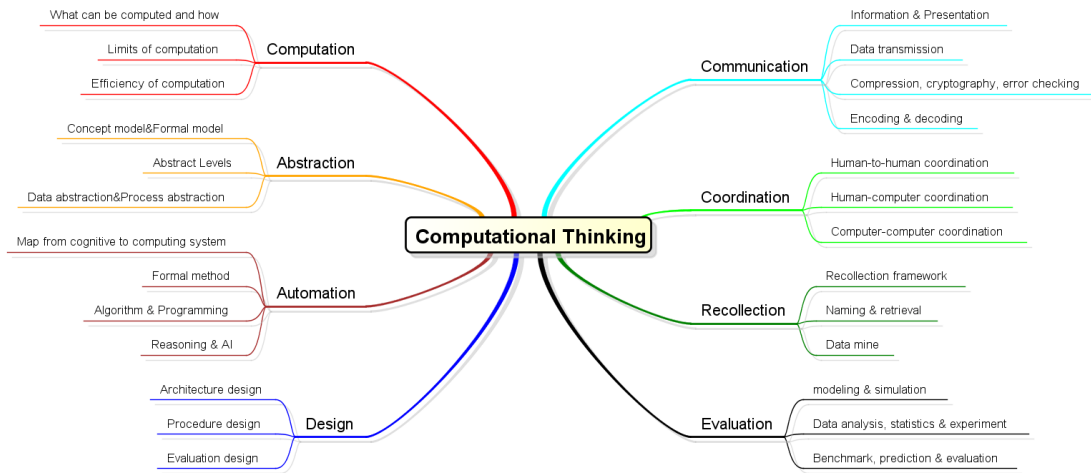 Computational Thinking
Computation
What can be computed and how
Limits of computation
Efficiency of computation
Abstraction
Concept model&Formal model
Abstract Levels
Data abstraction&Process abstraction
Automation
Map from cognitive to computing system
Formal method
Algorithm & Programming
Reasoning & AI
Design
Architecture design
Procedure design
Evaluation design
Communication
Information & Presentation
Data transmission
Compression, cryptography, error checking
Encoding & decoding
Coordination
Human-to-human coordination
Human-computer coordination
Computer-computer coordination
Recollection
Recollection framework
Naming & retrieval
Data mine
Evaluation
modeling & simulation
Data analysis, statistics & experiment
Benchmark, prediction & evaluation